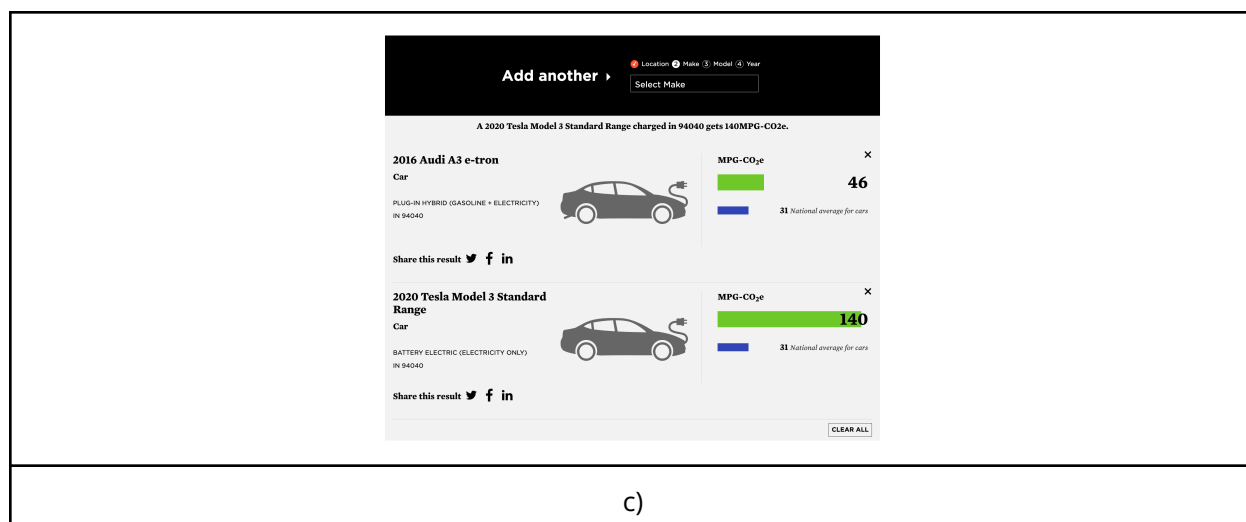 Add another
Location 2 Make 3 Model 4 Year
Select Make
A 2020 Tesla Model 3 Standard Range charged in 94040 gets 140MPG-CO2e.
2016 Audi A3 e-tron
Car
PLUG-IN HYBRID (GASOLINE + ELECTRICITY)
IN 94040
MPG-CO₂e
46
31 National average for cars
Share this result
2020 Tesla Model 3 Standard
Range
Car
BATTERY ELECTRIC (ELECTRICITY ONLY)
IN 94040
MPG-CO₂e
140
31 National average for cars
Share this result
CLEAR ALL
c)